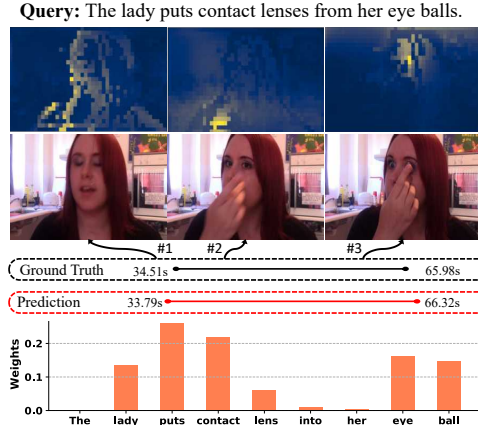 Query: The lady puts contact lenses from her eye balls.
#1 #2 #3
Ground Truth 34.51s 65.98s
Prediction 33.79s 66.32s
Weights
0.2
0.1
0.0
The lady puts contact lens into her eye ball